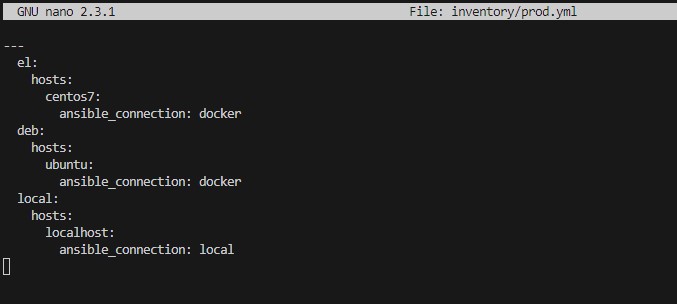 GNU nano 2.3.1 File: inventory/prod.yml
---
  el:
    hosts:
      centos7:
        ansible_connection: docker
  deb:
    hosts:
      ubuntu:
        ansible_connection: docker
  local:
    hosts:
      localhost:
        ansible_connection: local